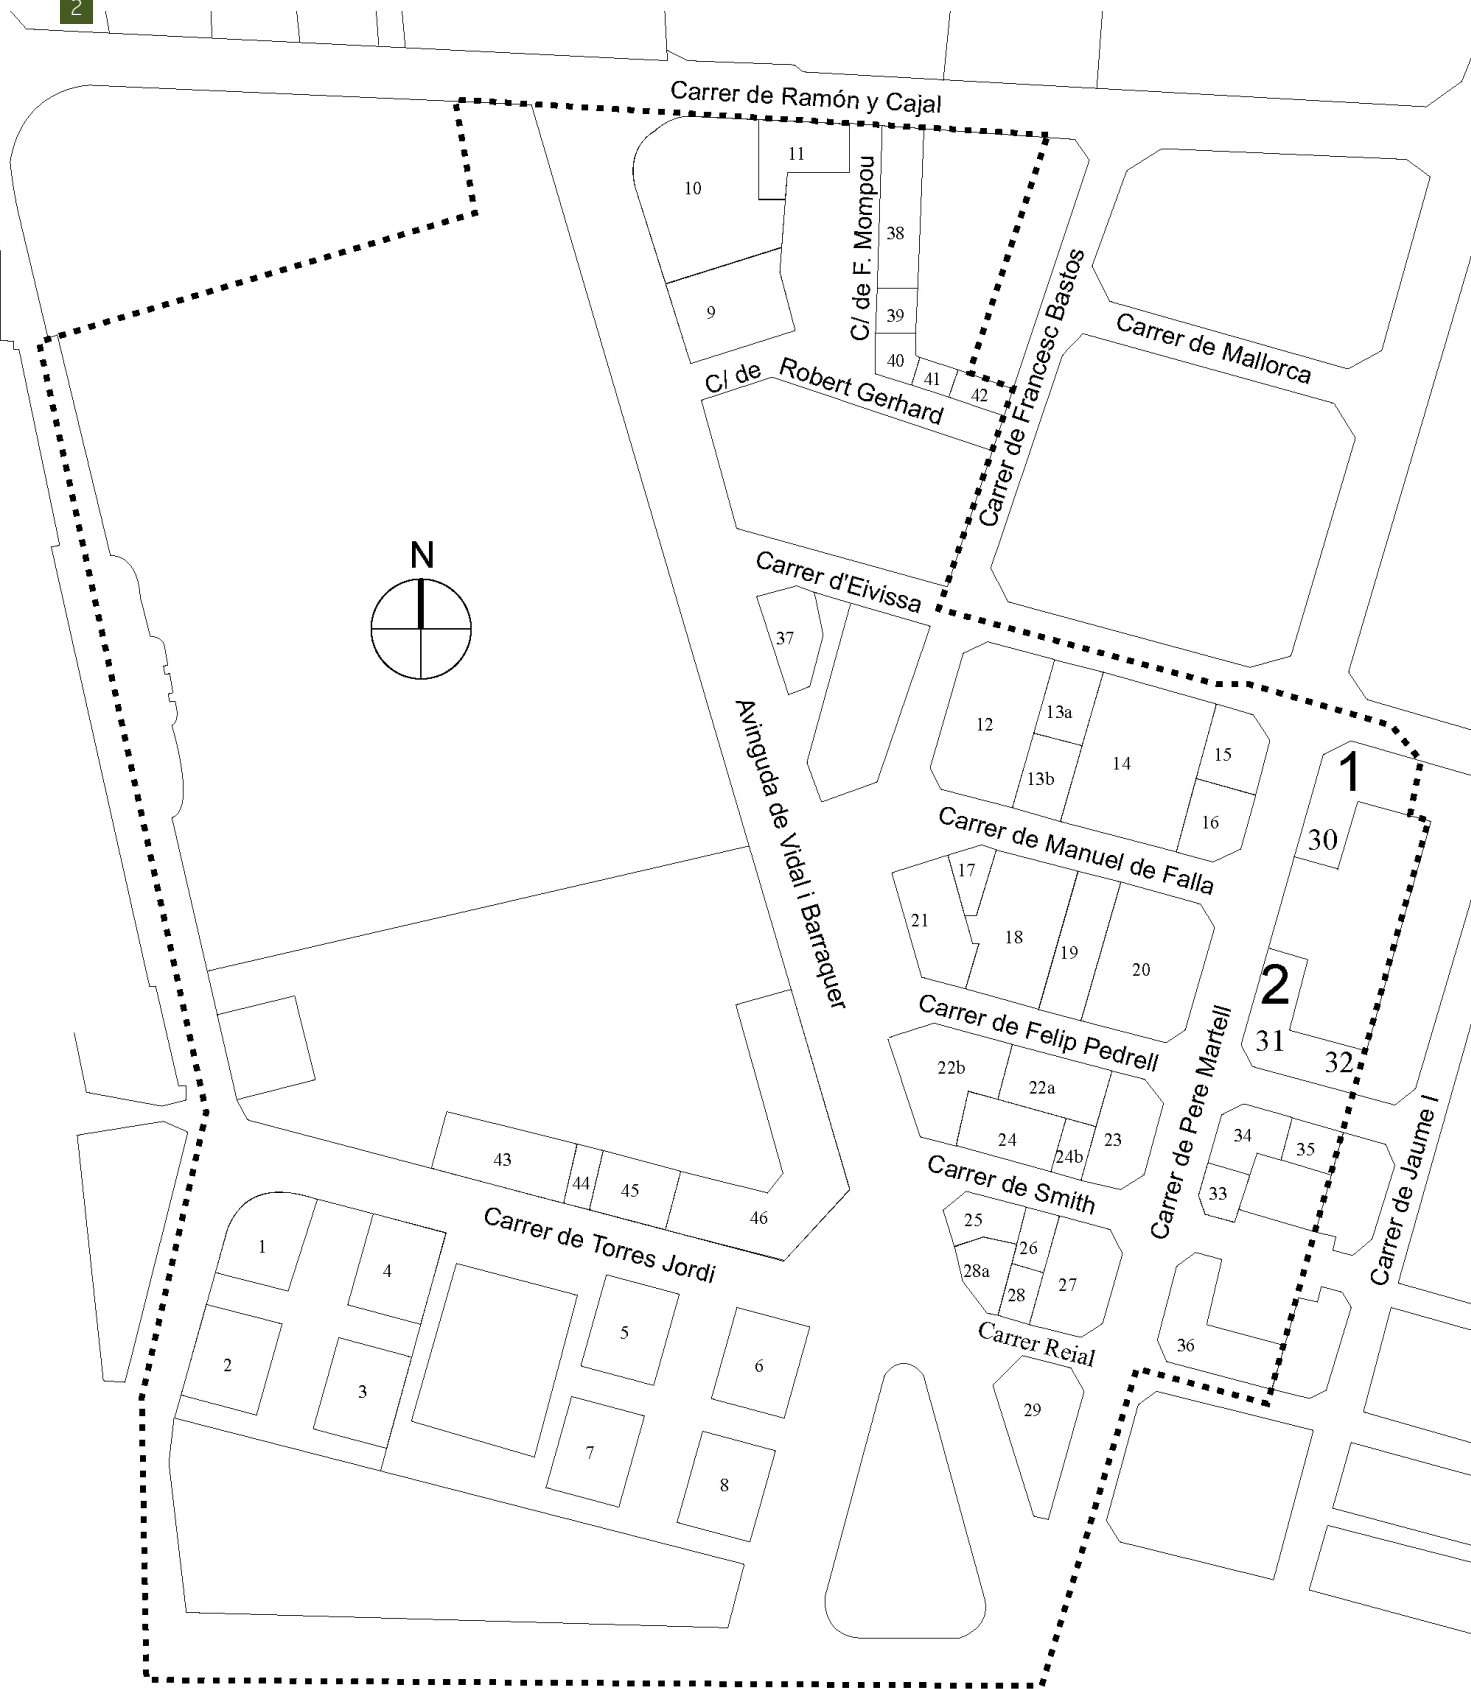 2
Carrer de Ramón y Cajal
11
10
C/ de F. Mompou
38
9
39
Carrer de Francesc Bastos
Carrer de Mallorca
40
41
42
C/ de Robert Gerhard
N
Carrer d'Eivissa
37
Avinguda de Vidal i Barraquer
12
13a
13b
14
15
16
1
30
Carrer de Manuel de Falla
17
21
18
19
20
2
31
32
Carrer de Felip Pedrell
Carrer de Pere Martell
22b
22a
24
24b
23
34
35
33
Carrer de Jaume I
Carrer de Smith
43
44
45
46
Carrer de Torres Jordi
25
26
28a
28
27
Carrer Reial
36
1
4
2
3
5
6
7
8
29